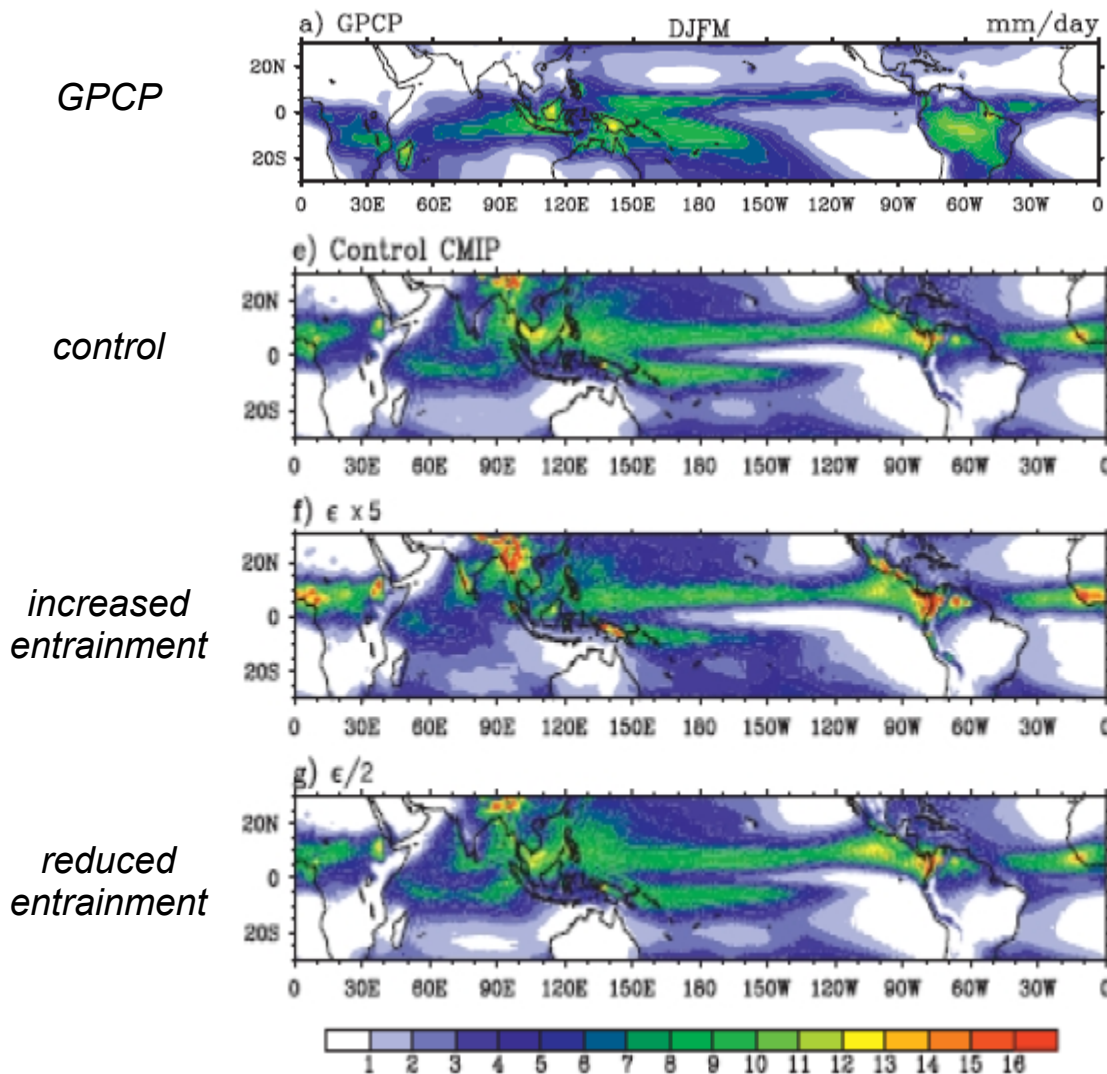 a) GPCP DJFM mm/day
GPCP
20N
0
20S
0 30E 60E 90E 120E 150E 180 150W 120W 90W 60W 30W 0
e) Control CMIP
control
20N
0
20S
0 30E 60E 90E 120E 150E 180 150W 120W 90W 60W 30W 0
f) ϵ x5
increased
entrainment
20N
0
20S
0 30E 60E 90E 120E 150E 180 150W 120W 90W 60W 30W 0
g) ϵ/2
reduced
entrainment
20N
0
20S
0 30E 60E 90E 120E 150E 180 150W 120W 90W 60W 30W 0
1 2 3 4 5 6 7 8 9 10 11 12 13 14 15 16